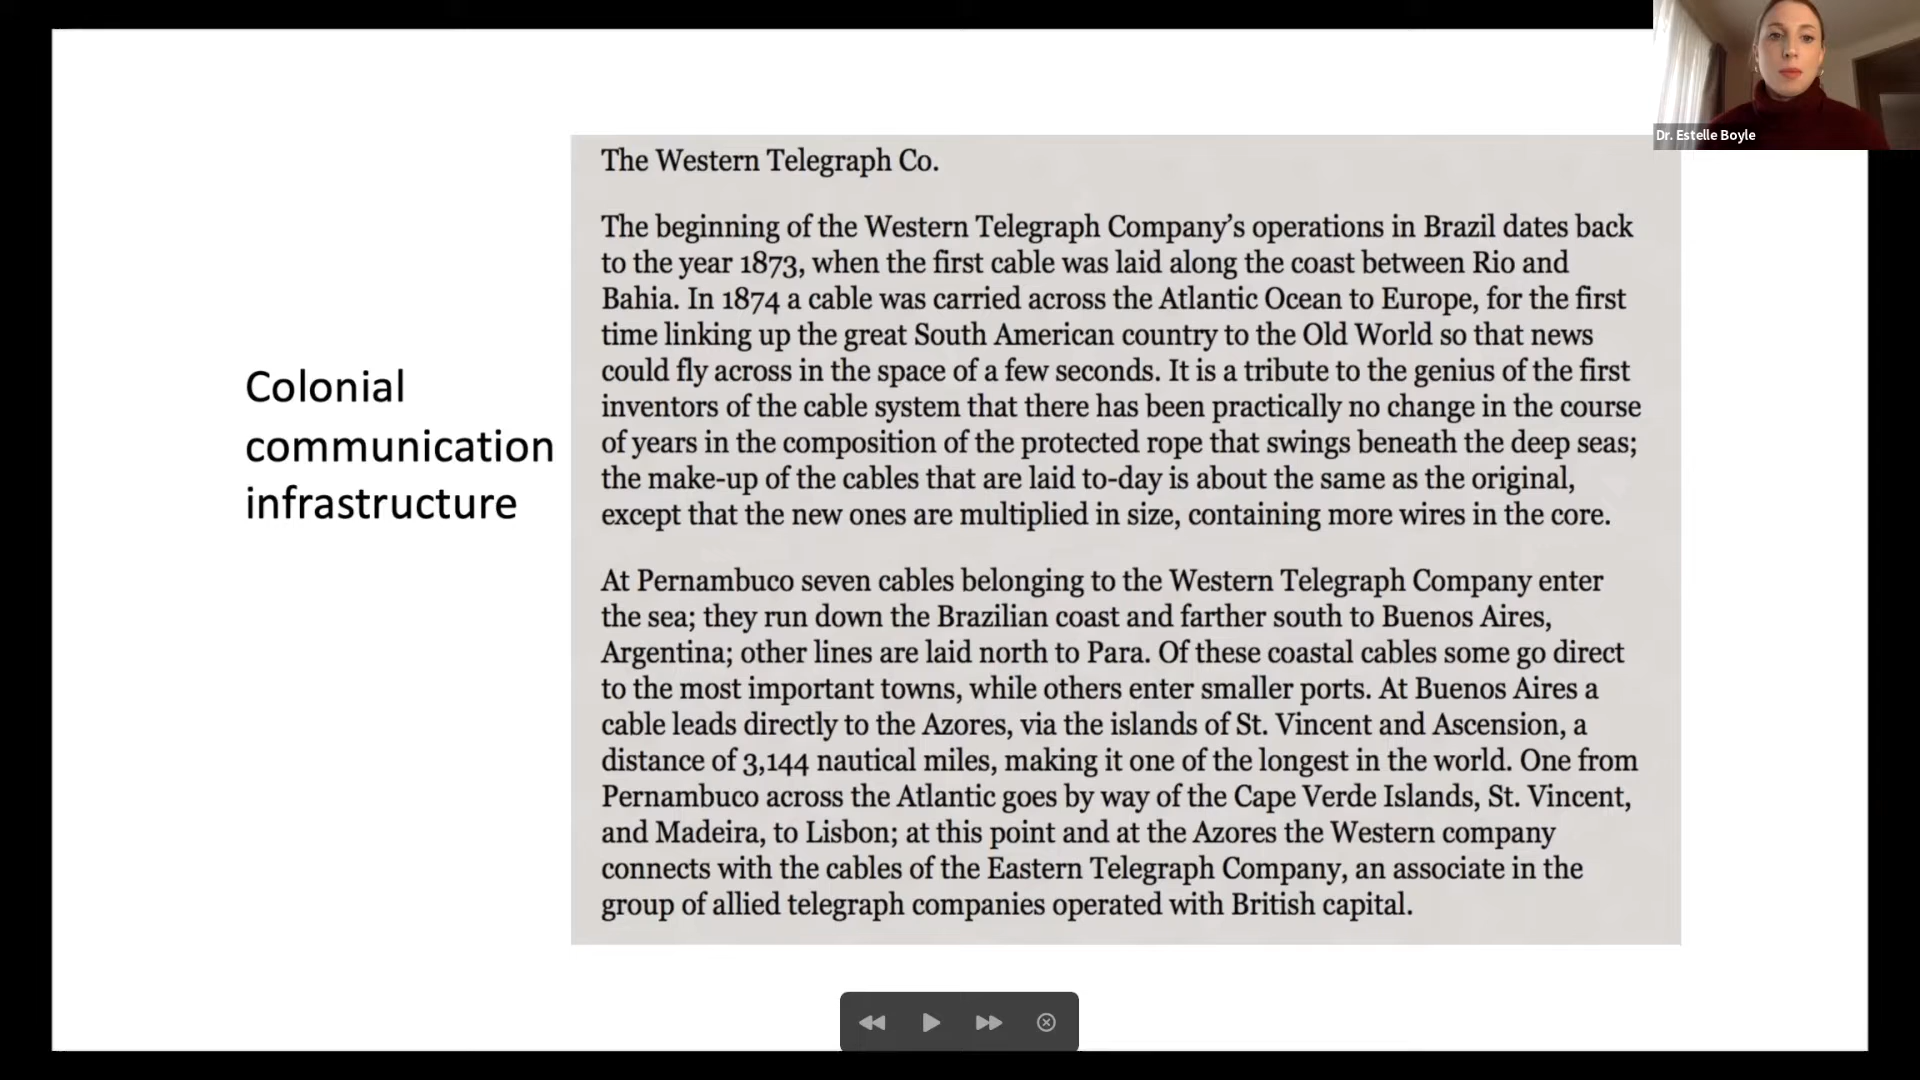 Dr. Estelle Boyle
Colonial
communication
infrastructure
The Western Telegraph Co.
The beginning of the Western Telegraph Company’s operations in Brazil dates back
to the year 1873, when the first cable was laid along the coast between Rio and
Bahia. In 1874 a cable was carried across the Atlantic Ocean to Europe, for the first
time linking up the great South American country to the Old World so that news
could fly across in the space of a few seconds. It is a tribute to the genius of the first
inventors of the cable system that there has been practically no change in the course
of years in the composition of the protected rope that swings beneath the deep seas;
the make-up of the cables that are laid to-day is about the same as the original,
except that the new ones are multiplied in size, containing more wires in the core.
At Pernambuco seven cables belonging to the Western Telegraph Company enter
the sea; they run down the Brazilian coast and farther south to Buenos Aires,
Argentina; other lines are laid north to Para. Of these coastal cables some go direct
to the most important towns, while others enter smaller ports. At Buenos Aires a
cable leads directly to the Azores, via the islands of St. Vincent and Ascension, a
distance of 3,144 nautical miles, making it one of the longest in the world. One from
Pernambuco across the Atlantic goes by way of the Cape Verde Islands, St. Vincent,
and Madeira, to Lisbon; at this point and at the Azores the Western company
connects with the cables of the Eastern Telegraph Company, an associate in the
group of allied telegraph companies operated with British capital.